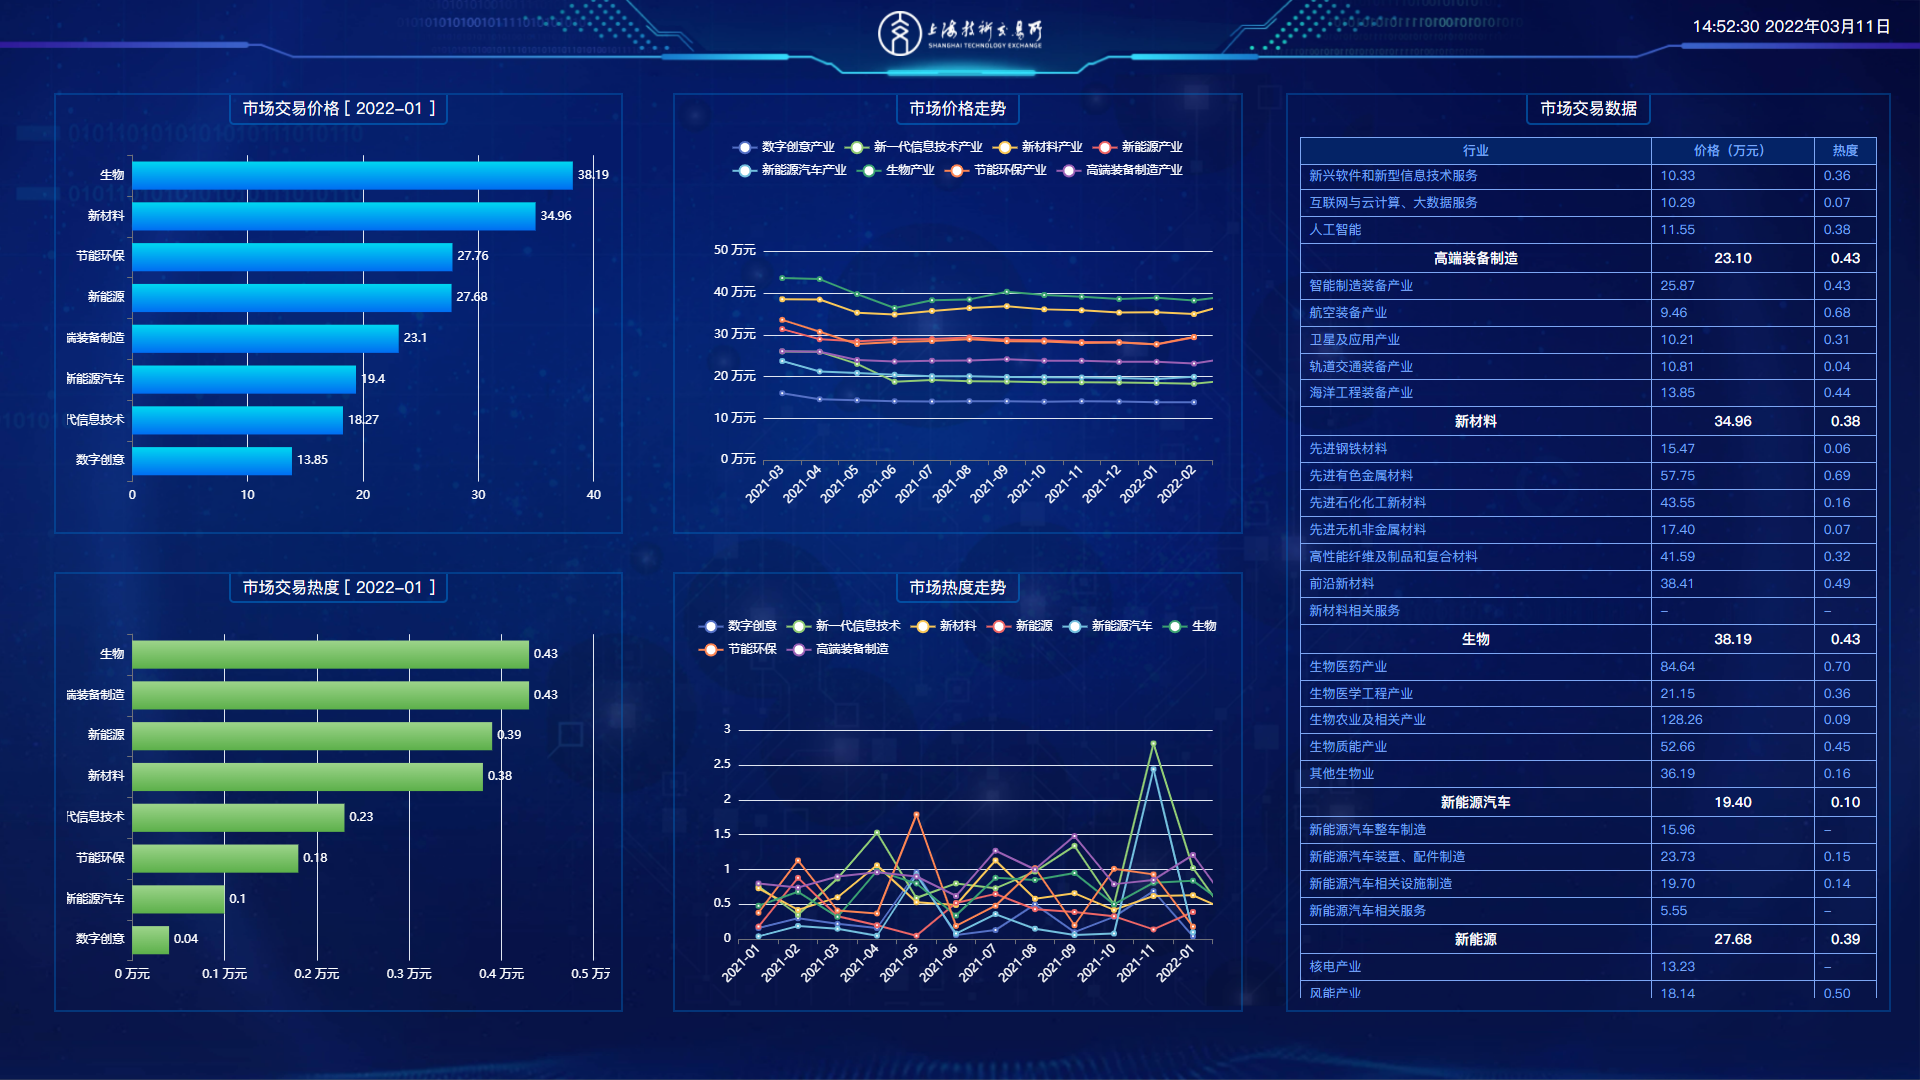 上海技术交易所
SHANGHAI TECHNOLOGY EXCHANGE
14:52:30 2022年03月11日
市场交易价格 [ 2022-01 ]
生物 38.19
新材料 34.96
节能环保 27.76
新能源 27.68
端装备制造 23.1
新能源汽车 19.4
代信息技术 18.27
数字创意 13.85
0 10 20 30 40
市场价格走势
数字创意产业 新一代信息技术产业 新材料产业 新能源产业
新能源汽车产业 生物产业 节能环保产业 高端装备制造产业
50 万元
40 万元
30 万元
20 万元
10 万元
0 万元
2021-03 2021-04 2021-05 2021-06 2021-07 2021-08 2021-09 2021-10 2021-11 2021-12 2022-01 2022-02
市场交易热度 [ 2022-01 ]
生物 0.43
端装备制造 0.43
新能源 0.39
新材料 0.38
代信息技术 0.23
节能环保 0.18
新能源汽车 0.1
数字创意 0.04
0 万元 0.1 万元 0.2 万元 0.3 万元 0.4 万元 0.5 万
市场热度走势
数字创意 新一代信息技术 新材料 新能源 新能源汽车 生物
节能环保 高端装备制造
3
2.5
2
1.5
1
0.5
0
2021-01 2021-02 2021-03 2021-04 2021-05 2021-06 2021-07 2021-08 2021-09 2021-10 2021-11 2022-01
市场交易数据
行业 价格（万元） 热度
新兴软件和新型信息技术服务 10.33 0.36
互联网与云计算、大数据服务 10.29 0.07
人工智能 11.55 0.38
高端装备制造 23.10 0.43
智能制造装备产业 25.87 0.43
航空装备产业 9.46 0.68
卫星及应用产业 10.21 0.31
轨道交通装备产业 10.81 0.04
海洋工程装备产业 13.85 0.44
新材料 34.96 0.38
先进钢铁材料 15.47 0.06
先进有色金属材料 57.75 0.69
先进石化化工新材料 43.55 0.16
先进无机非金属材料 17.40 0.07
高性能纤维及制品和复合材料 41.59 0.32
前沿新材料 38.41 0.49
新材料相关服务 – –
生物 38.19 0.43
生物医药产业 84.64 0.70
生物医学工程产业 21.15 0.36
生物农业及相关产业 128.26 0.09
生物质能产业 52.66 0.45
其他生物业 36.19 0.16
新能源汽车 19.40 0.10
新能源汽车整车制造 15.96 –
新能源汽车装置、配件制造 23.73 0.15
新能源汽车相关设施制造 19.70 0.14
新能源汽车相关服务 5.55 –
新能源 27.68 0.39
核电产业 13.23 –
风能产业 18.14 0.50